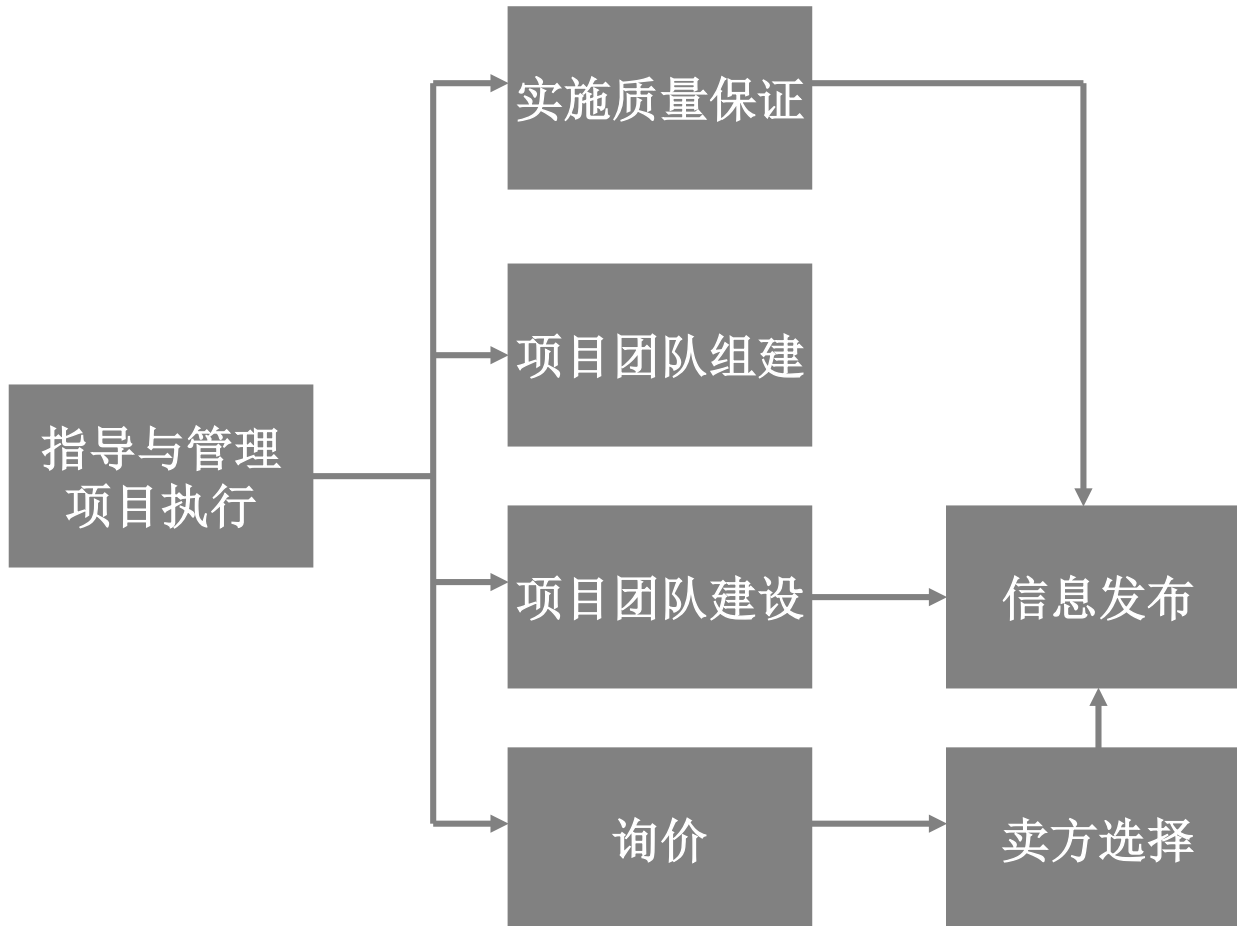 实施质量保证
项目团队组建
指导与管理
项目执行
项目团队建设
信息发布
询价
卖方选择